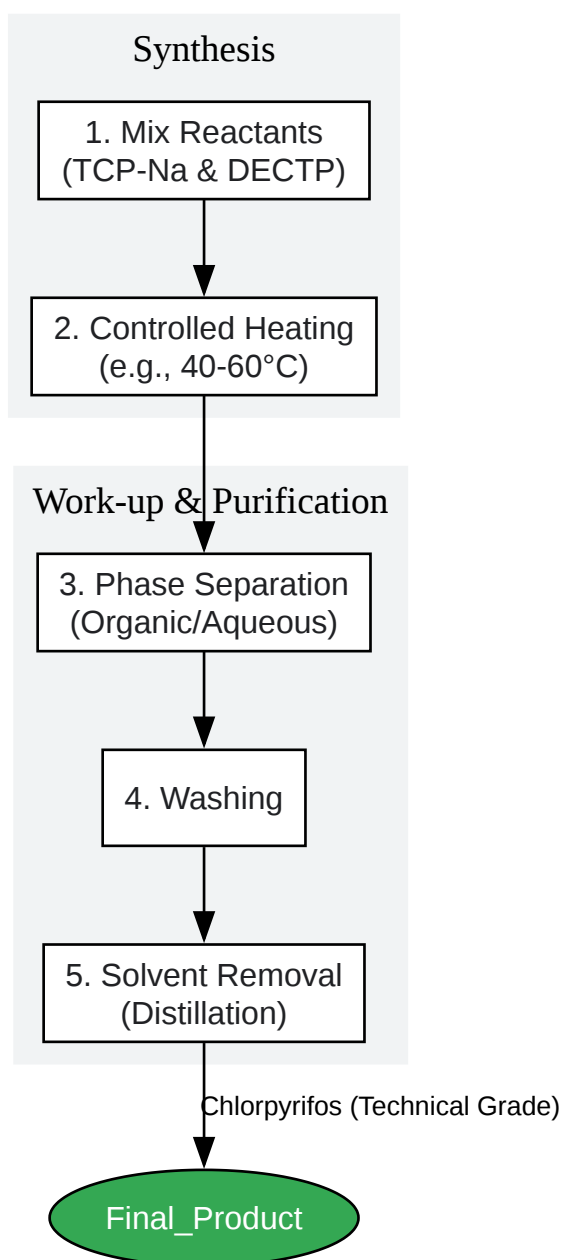 Synthesis
1. Mix Reactants
(TCP-Na & DECTP)
2. Controlled Heating
(e.g., 40-60°C)
Work-up & Purification
3. Phase Separation
(Organic/Aqueous)
4. Washing
5. Solvent Removal
(Distillation)
Chlorpyrifos (Technical Grade)
Final_Product